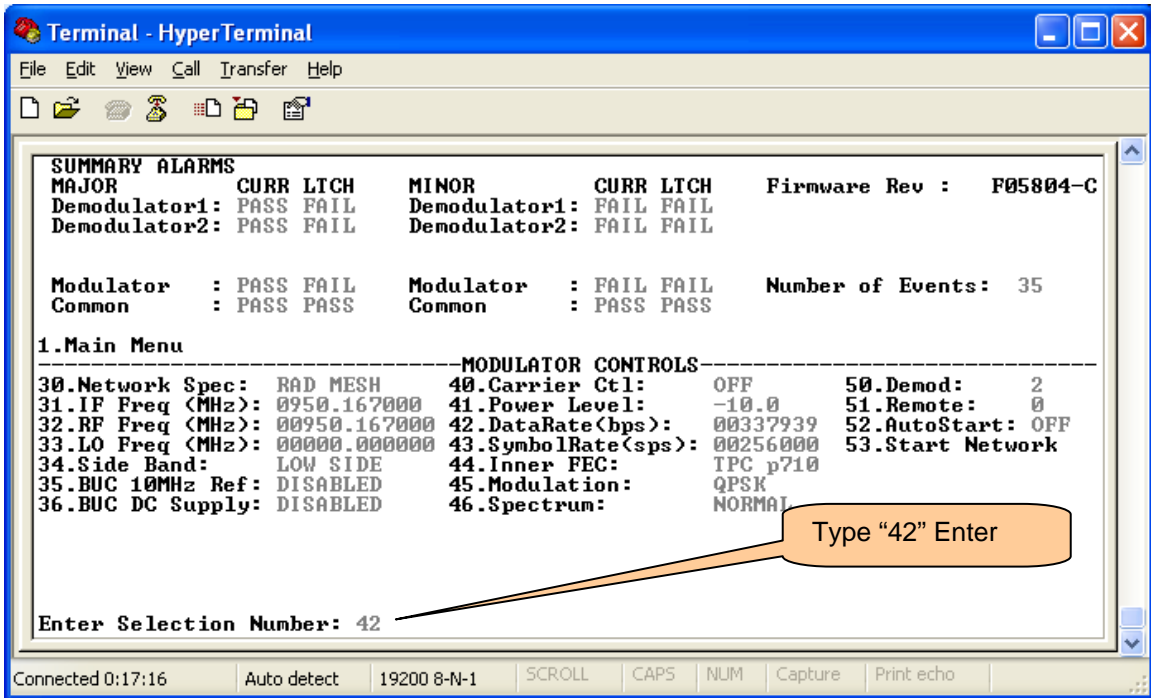 Terminal - HyperTerminal
File Edit View Call Transfer Help
SUMMARY ALARMS
MAJOR CURR LTCH MINOR CURR LTCH Firmware Rev : F05804-C
Demodulator1: PASS FAIL Demodulator1: FAIL FAIL
Demodulator2: PASS FAIL Demodulator2: FAIL FAIL
Modulator : PASS FAIL Modulator : FAIL FAIL Number of Events: 35
Common : PASS PASS Common : PASS PASS
1.Main Menu
MODULATOR CONTROLS
30.Network Spec: RAD MESH 40.Carrier Ctl: OFF 50.Demod: 2
31.IF Freq (MHz): 0950.167000 41.Power Level: -10.0 51.Remote: 0
32.RF Freq (MHz): 00950.167000 42.DataRate(bps): 00337939 52.AutoStart: OFF
33.LO Freq (MHz): 00000.000000 43.SymbolRate(sps): 00256000 53.Start Network
34.Side Band: LOW SIDE 44.Inner FEC: TPC p710
35.BUC 10MHz Ref: DISABLED 45.Modulation: QPSK
36.BUC DC Supply: DISABLED 46.Spectrum: NORMAL
Type “42” Enter
Enter Selection Number: 42
Connected 0:17:16 Auto detect 19200 8-N-1 SCROLL CAPS NUM Capture Print echo